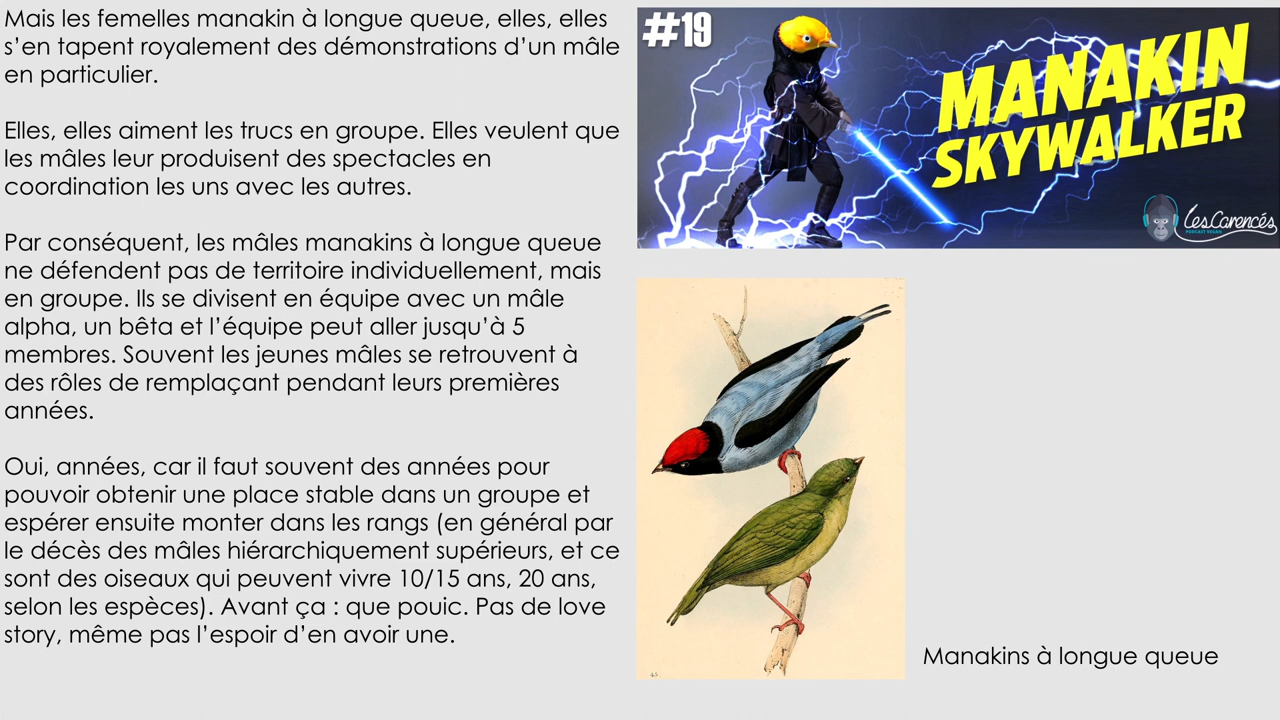 Mais les femelles manakin à longue queue, elles, elles
s’en tapent royalement des démonstrations d’un mâle
en particulier.
Elles, elles aiment les trucs en groupe. Elles veulent que
les mâles leur produisent des spectacles en
coordination les uns avec les autres.
Par conséquent, les mâles manakins à longue queue
ne défendent pas de territoire individuellement, mais
en groupe. Ils se divisent en équipe avec un mâle
alpha, un bêta et l’équipe peut aller jusqu’à 5
membres. Souvent les jeunes mâles se retrouvent à
des rôles de remplaçant pendant leurs premières
années.
Oui, années, car il faut souvent des années pour
pouvoir obtenir une place stable dans un groupe et
espérer ensuite monter dans les rangs (en général par
le décès des mâles hiérarchiquement supérieurs, et ce
sont des oiseaux qui peuvent vivre 10/15 ans, 20 ans,
selon les espèces). Avant ça : que pouic. Pas de love
story, même pas l’espoir d’en avoir une.
#19
MANAKIN
SKYWALKER
Les Carencés
PODCAST VEGAN
45.
Manakins à longue queue